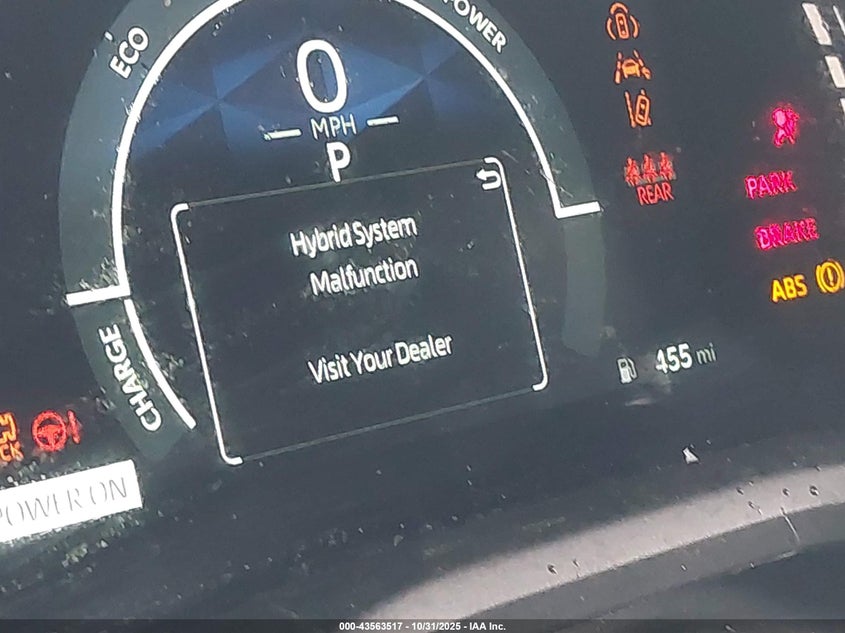 ECO
POWER
0
MPH
P
Hybrid System
Malfunction
Visit Your Dealer
CHARGE
REAR
PARK
BRAKE
ABS
455 mi
POWER ON
000-43563517 - 10/31/2025 - IAA Inc.